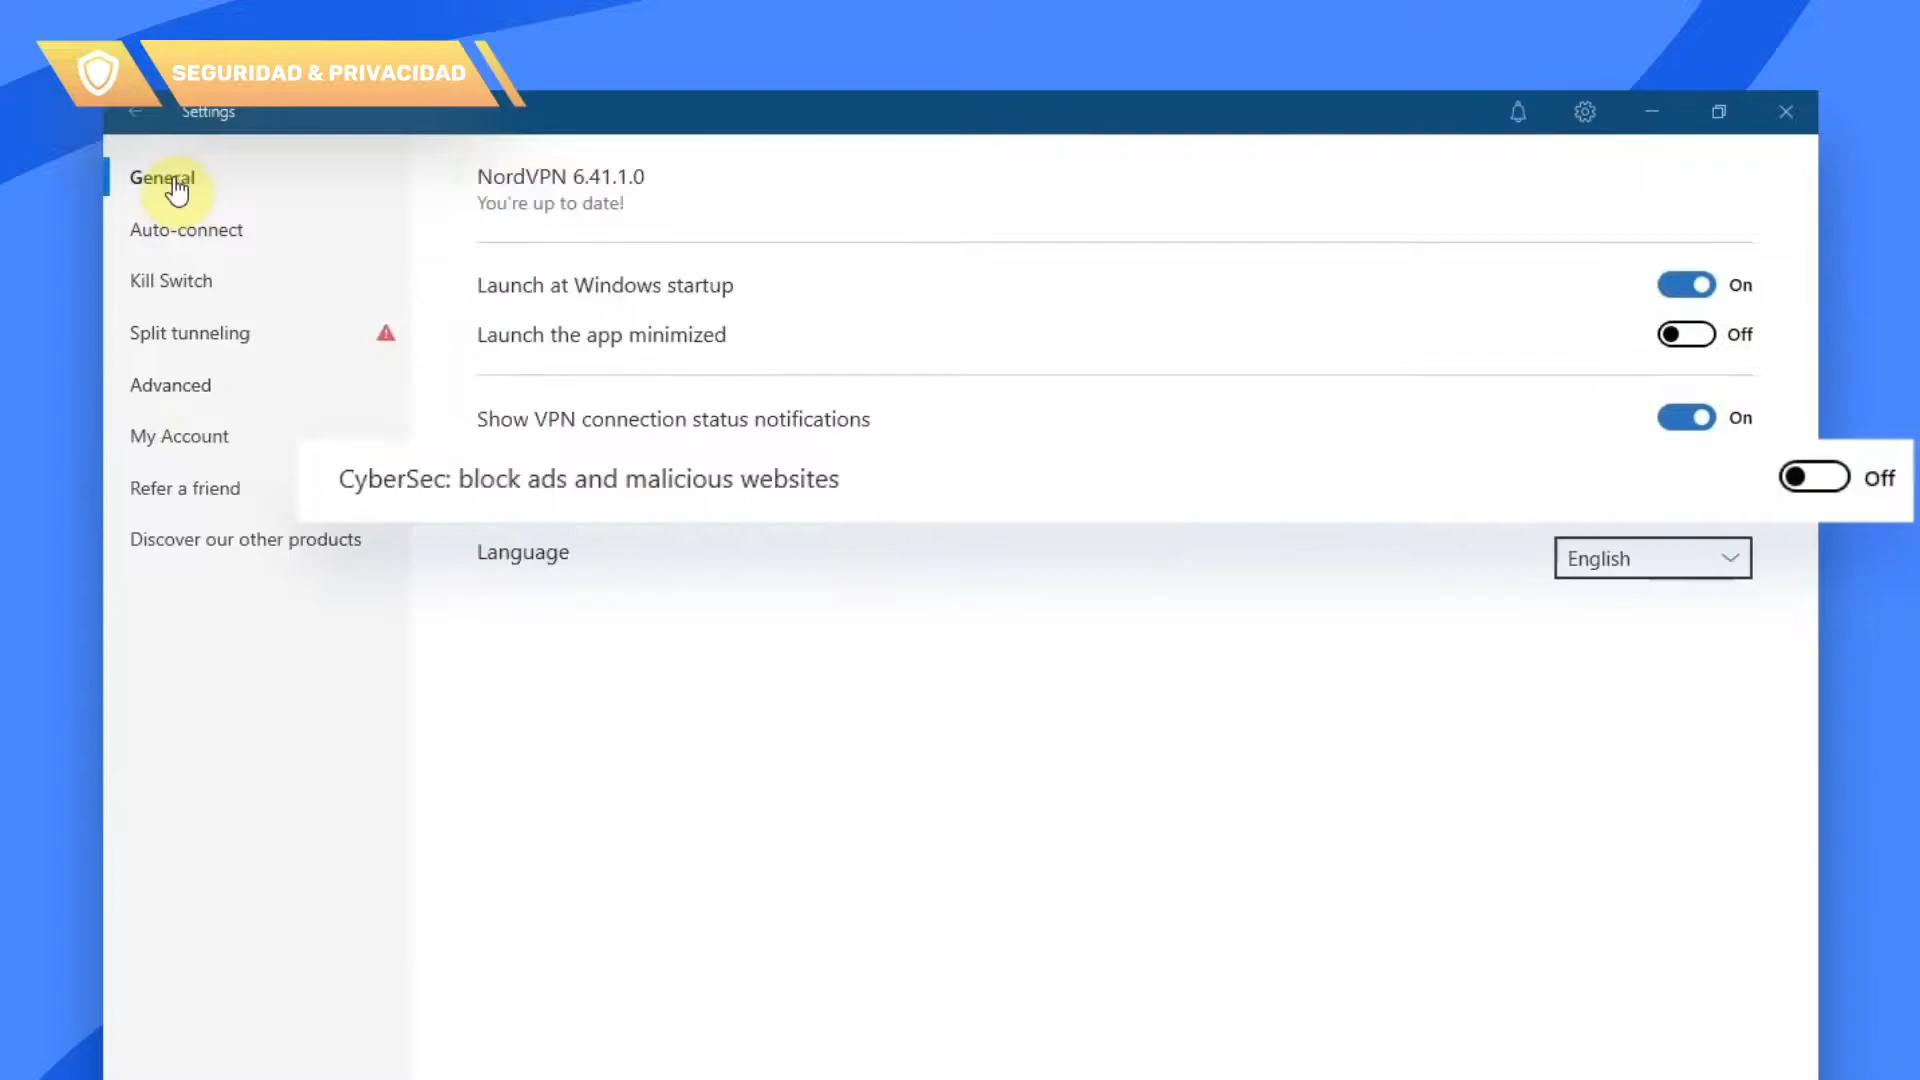 SEGURIDAD & PRIVACIDAD
Settings
General
Auto-connect
Kill Switch
Split tunneling
Advanced
My Account
Refer a friend
Discover our other products
NordVPN 6.41.1.0
You're up to date!
Launch at Windows startup
On
Launch the app minimized
Off
Show VPN connection status notifications
On
CyberSec: block ads and malicious websites
Off
Language
English